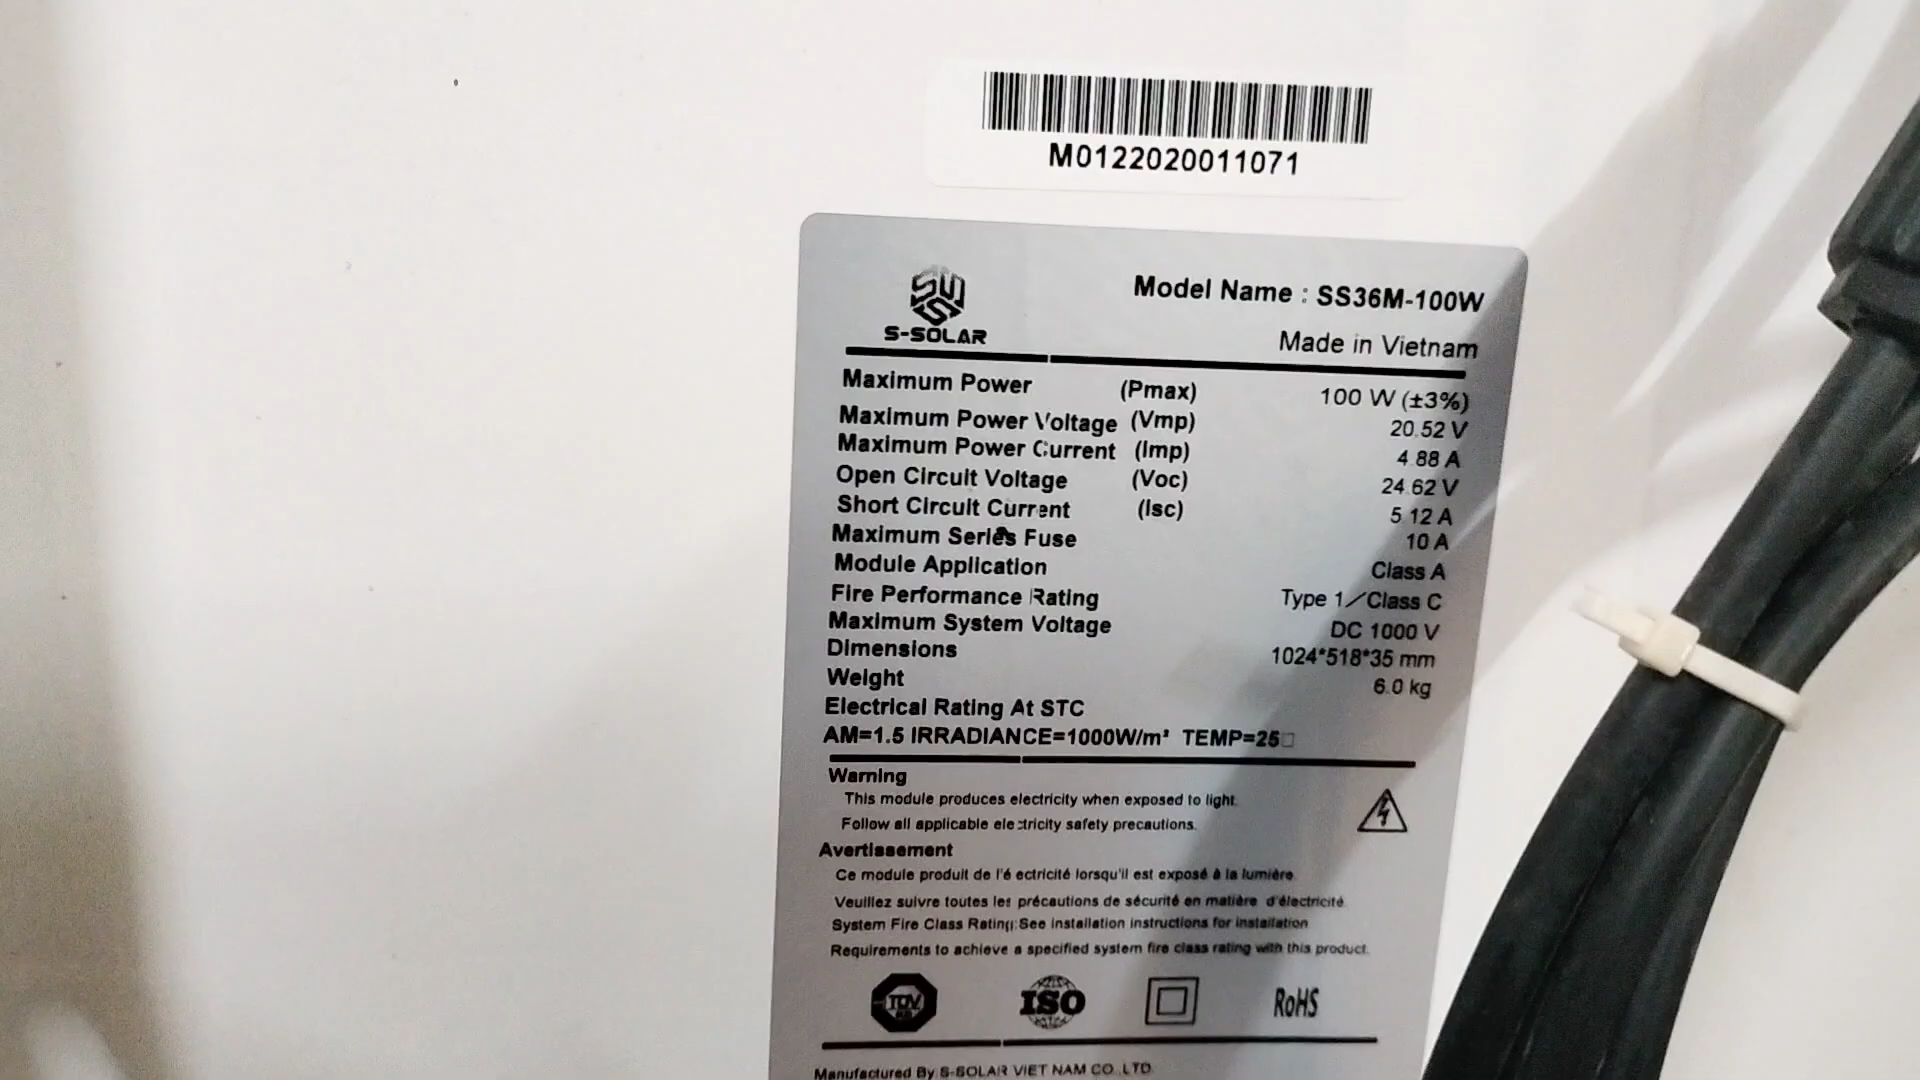 M0122020011071
S-SOLAR
Model Name : SS36M-100W
Made in Vietnam
Maximum Power (Pmax) 100 W (±3%)
Maximum Power Voltage (Vmp) 20.52 V
Maximum Power Current (Imp) 4.88 A
Open Circuit Voltage (Voc) 24.62 V
Short Circuit Current (Isc) 5.12 A
Maximum Series Fuse 10 A
Module Application Class A
Fire Performance Rating Type 1/Class C
Maximum System Voltage DC 1000 V
Dimensions 1024*518*35 mm
Weight 6.0 kg
Electrical Rating At STC
AM=1.5 IRRADIANCE=1000W/m² TEMP=25□
Warning
This module produces electricity when exposed to light.
Follow all applicable electricity safety precautions.
Avertissement
Ce module produit de l'é ectricité lorsqu'il est exposé à la lumière.
Veuillez suivre toutes les précautions de sécurité en matière d'électricité.
System Fire Class Rating:See installation instructions for installation
Requirements to achieve a specified system fire class rating with this product.
TÜV ISO RoHS
Manufactured By S-SOLAR VIET NAM CO.,LTD